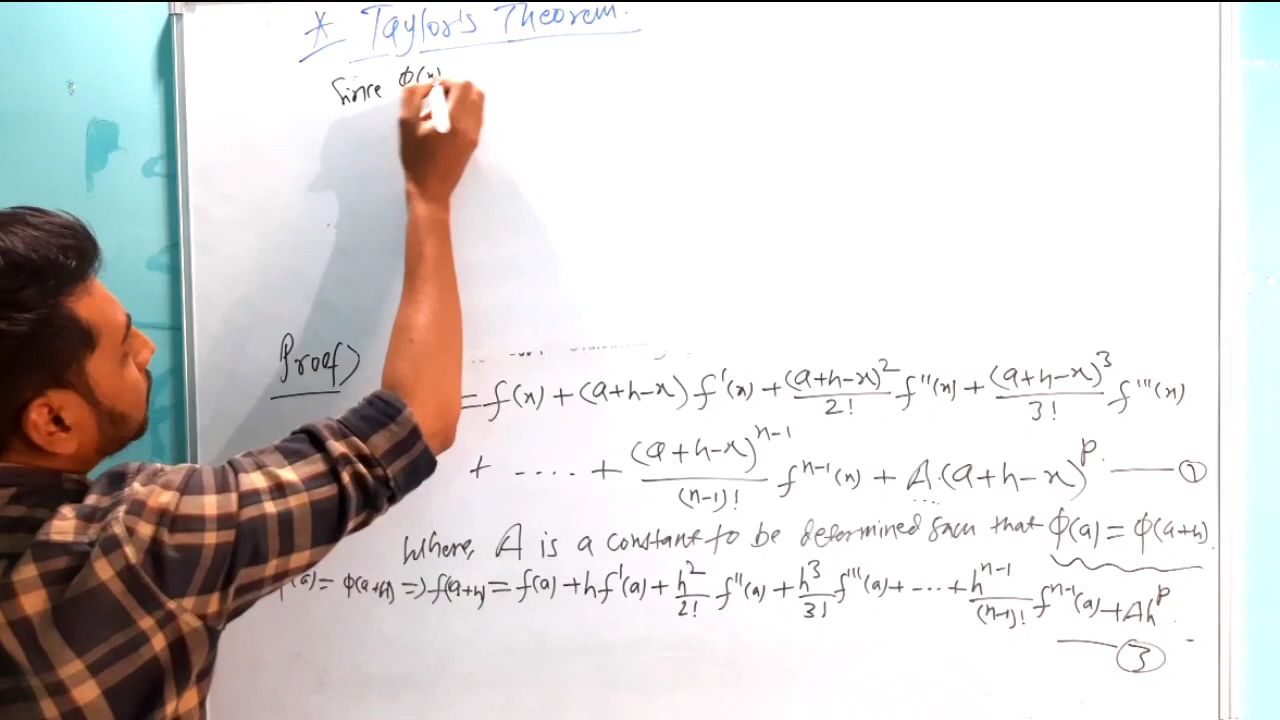 * Taylor's Theorem.
Since ϕ(x)
Proof)
= f(x) + (a+h-x) f'(x) + (a+h-x)^2/2! f''(x) + (a+h-x)^3/3! f'''(x)
+ .... + (a+h-x)^{n-1}/(n-1)! f^{n-1}(x) + A.(a+h-x)^p. — ①
Where, A is a constant to be determined such that ϕ(a) = ϕ(a+h).
(a) = ϕ(a+h) => f(a+h) = f(a) + hf'(a) + h^2/2! f''(a) + h^3/3! f'''(a) + ... + h^{n-1}/(n-1)! f^{n-1}(a) + Ah^p.
— ③